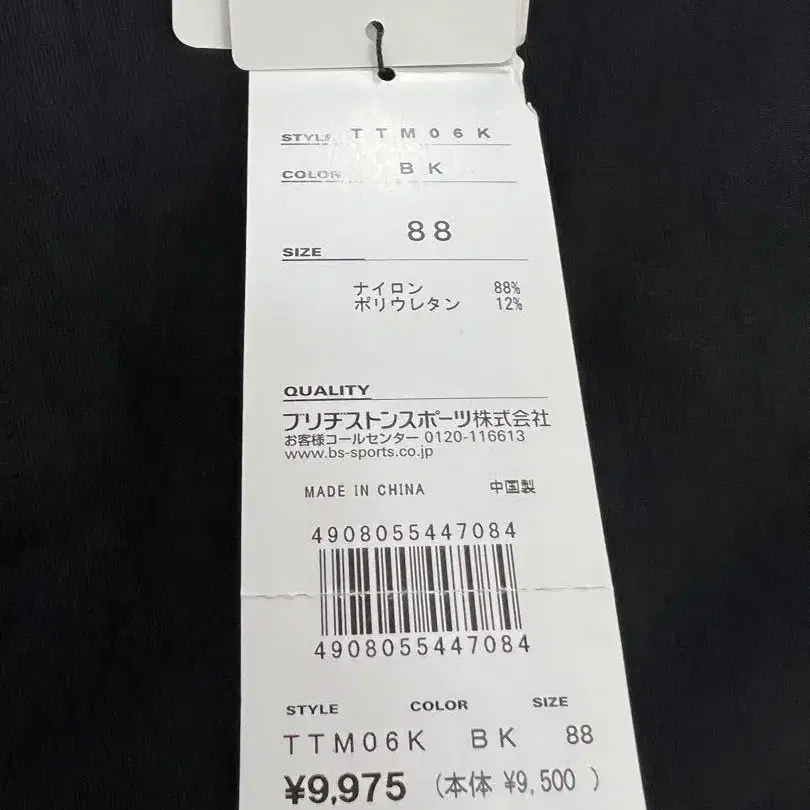 STYLE TTM06K
COLOR BK
88
SIZE
ナイロン 88%
ポリウレタン 12%
QUALITY
ブリヂストンスポーツ株式会社
お客様コールセンター 0120-116613
www.bs-sports.co.jp
MADE IN CHINA 中国製
4908055447084
4908055447084
STYLE COLOR SIZE
TTM06K BK 88
¥9,975 (本体 ¥9,500 )